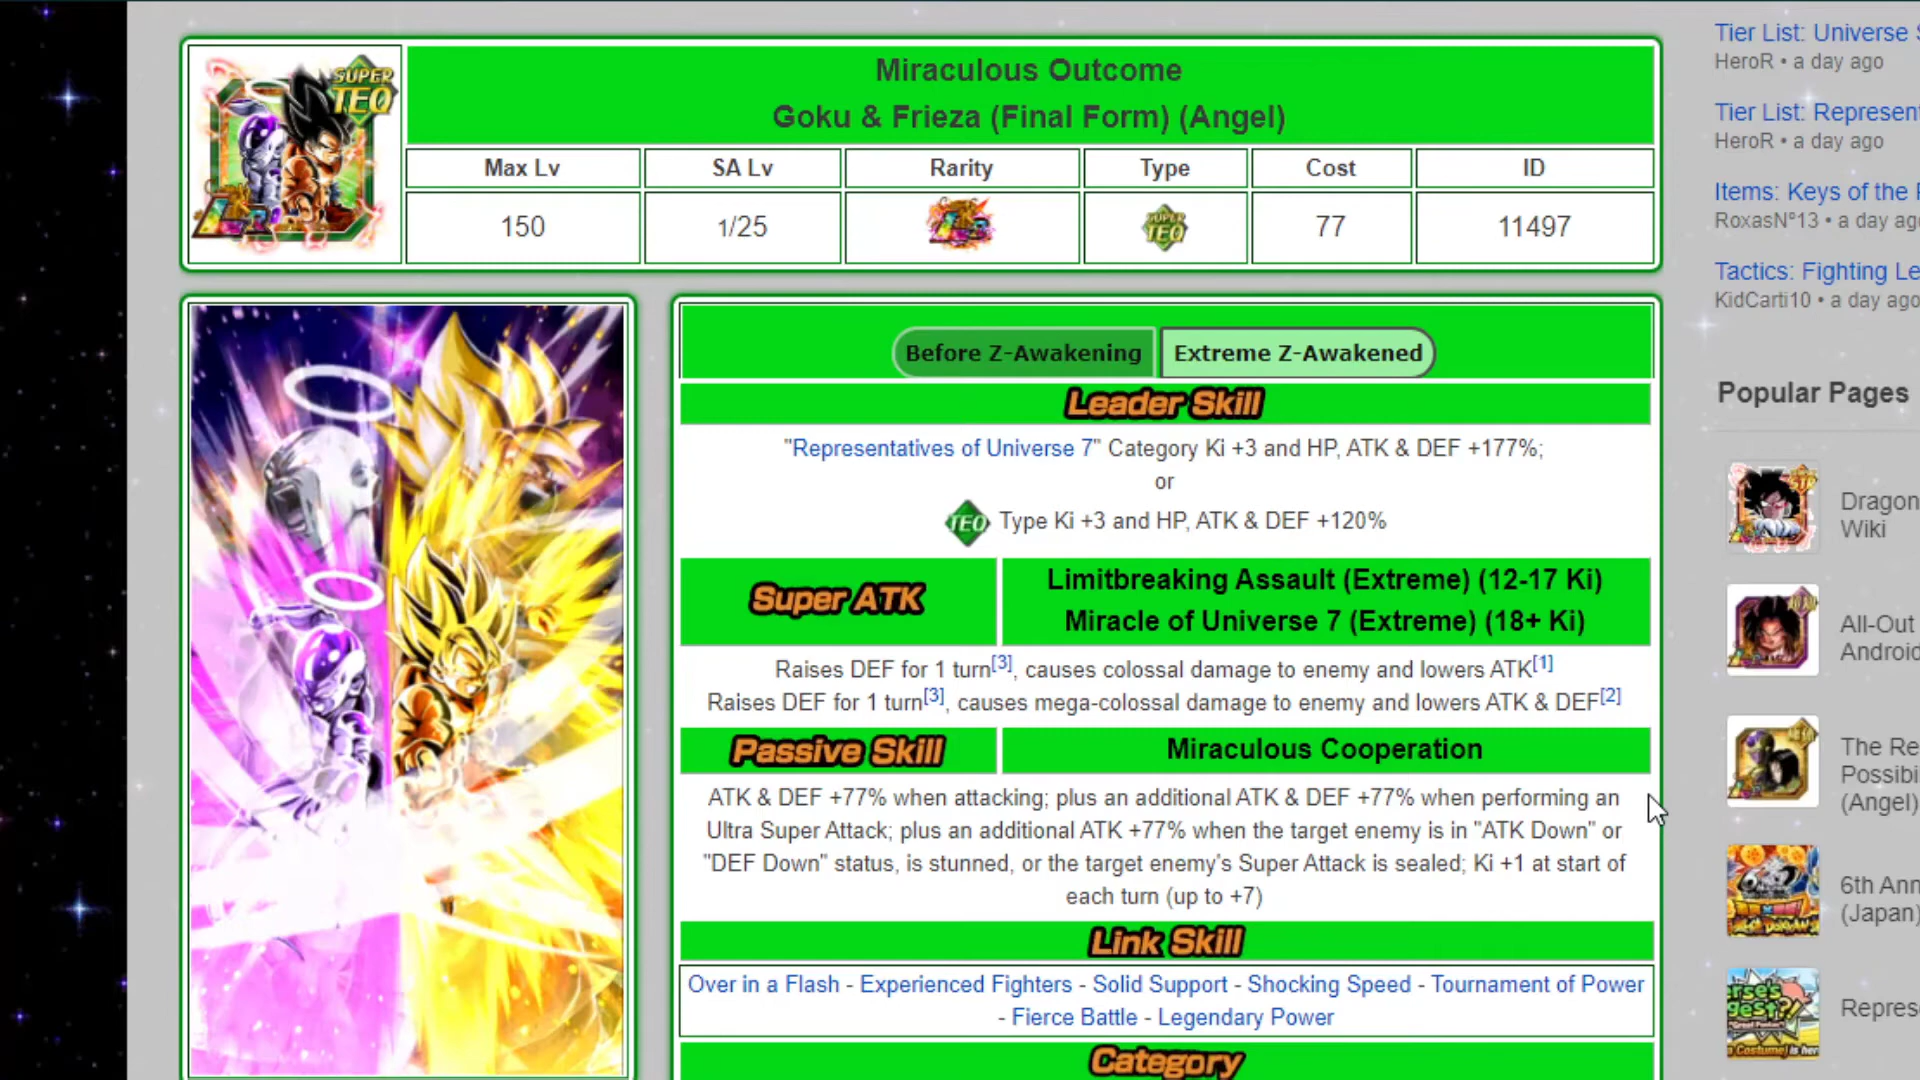 Tier List: Universe S
HeroR • a day ago
Tier List: Represent
HeroR • a day ago
Items: Keys of the
RoxasNº13 • a day ago
Tactics: Fighting Le
KidCarti10 • a day ago
SUPER
TEQ
LR
Miraculous Outcome
Goku & Frieza (Final Form) (Angel)
Max Lv SA Lv Rarity Type Cost ID
150 1/25 LR SUPER TEQ 77 11497
Before Z-Awakening Extreme Z-Awakened
Leader Skill
"Representatives of Universe 7" Category Ki +3 and HP, ATK & DEF +177%;
or
TEQ Type Ki +3 and HP, ATK & DEF +120%
Super ATK
Limitbreaking Assault (Extreme) (12-17 Ki)
Miracle of Universe 7 (Extreme) (18+ Ki)
Raises DEF for 1 turn[3], causes colossal damage to enemy and lowers ATK[1]
Raises DEF for 1 turn[3], causes mega-colossal damage to enemy and lowers ATK & DEF[2]
Passive Skill
Miraculous Cooperation
ATK & DEF +77% when attacking; plus an additional ATK & DEF +77% when performing an
Ultra Super Attack; plus an additional ATK +77% when the target enemy is in "ATK Down" or
"DEF Down" status, is stunned, or the target enemy's Super Attack is sealed; Ki +1 at start of
each turn (up to +7)
Link Skill
Over in a Flash - Experienced Fighters - Solid Support - Shocking Speed - Tournament of Power
- Fierce Battle - Legendary Power
Category
Popular Pages
Dragon
Wiki
All-Out
Android
The Re
Possibi
(Angel)
6th Ann
(Japan)
Represe